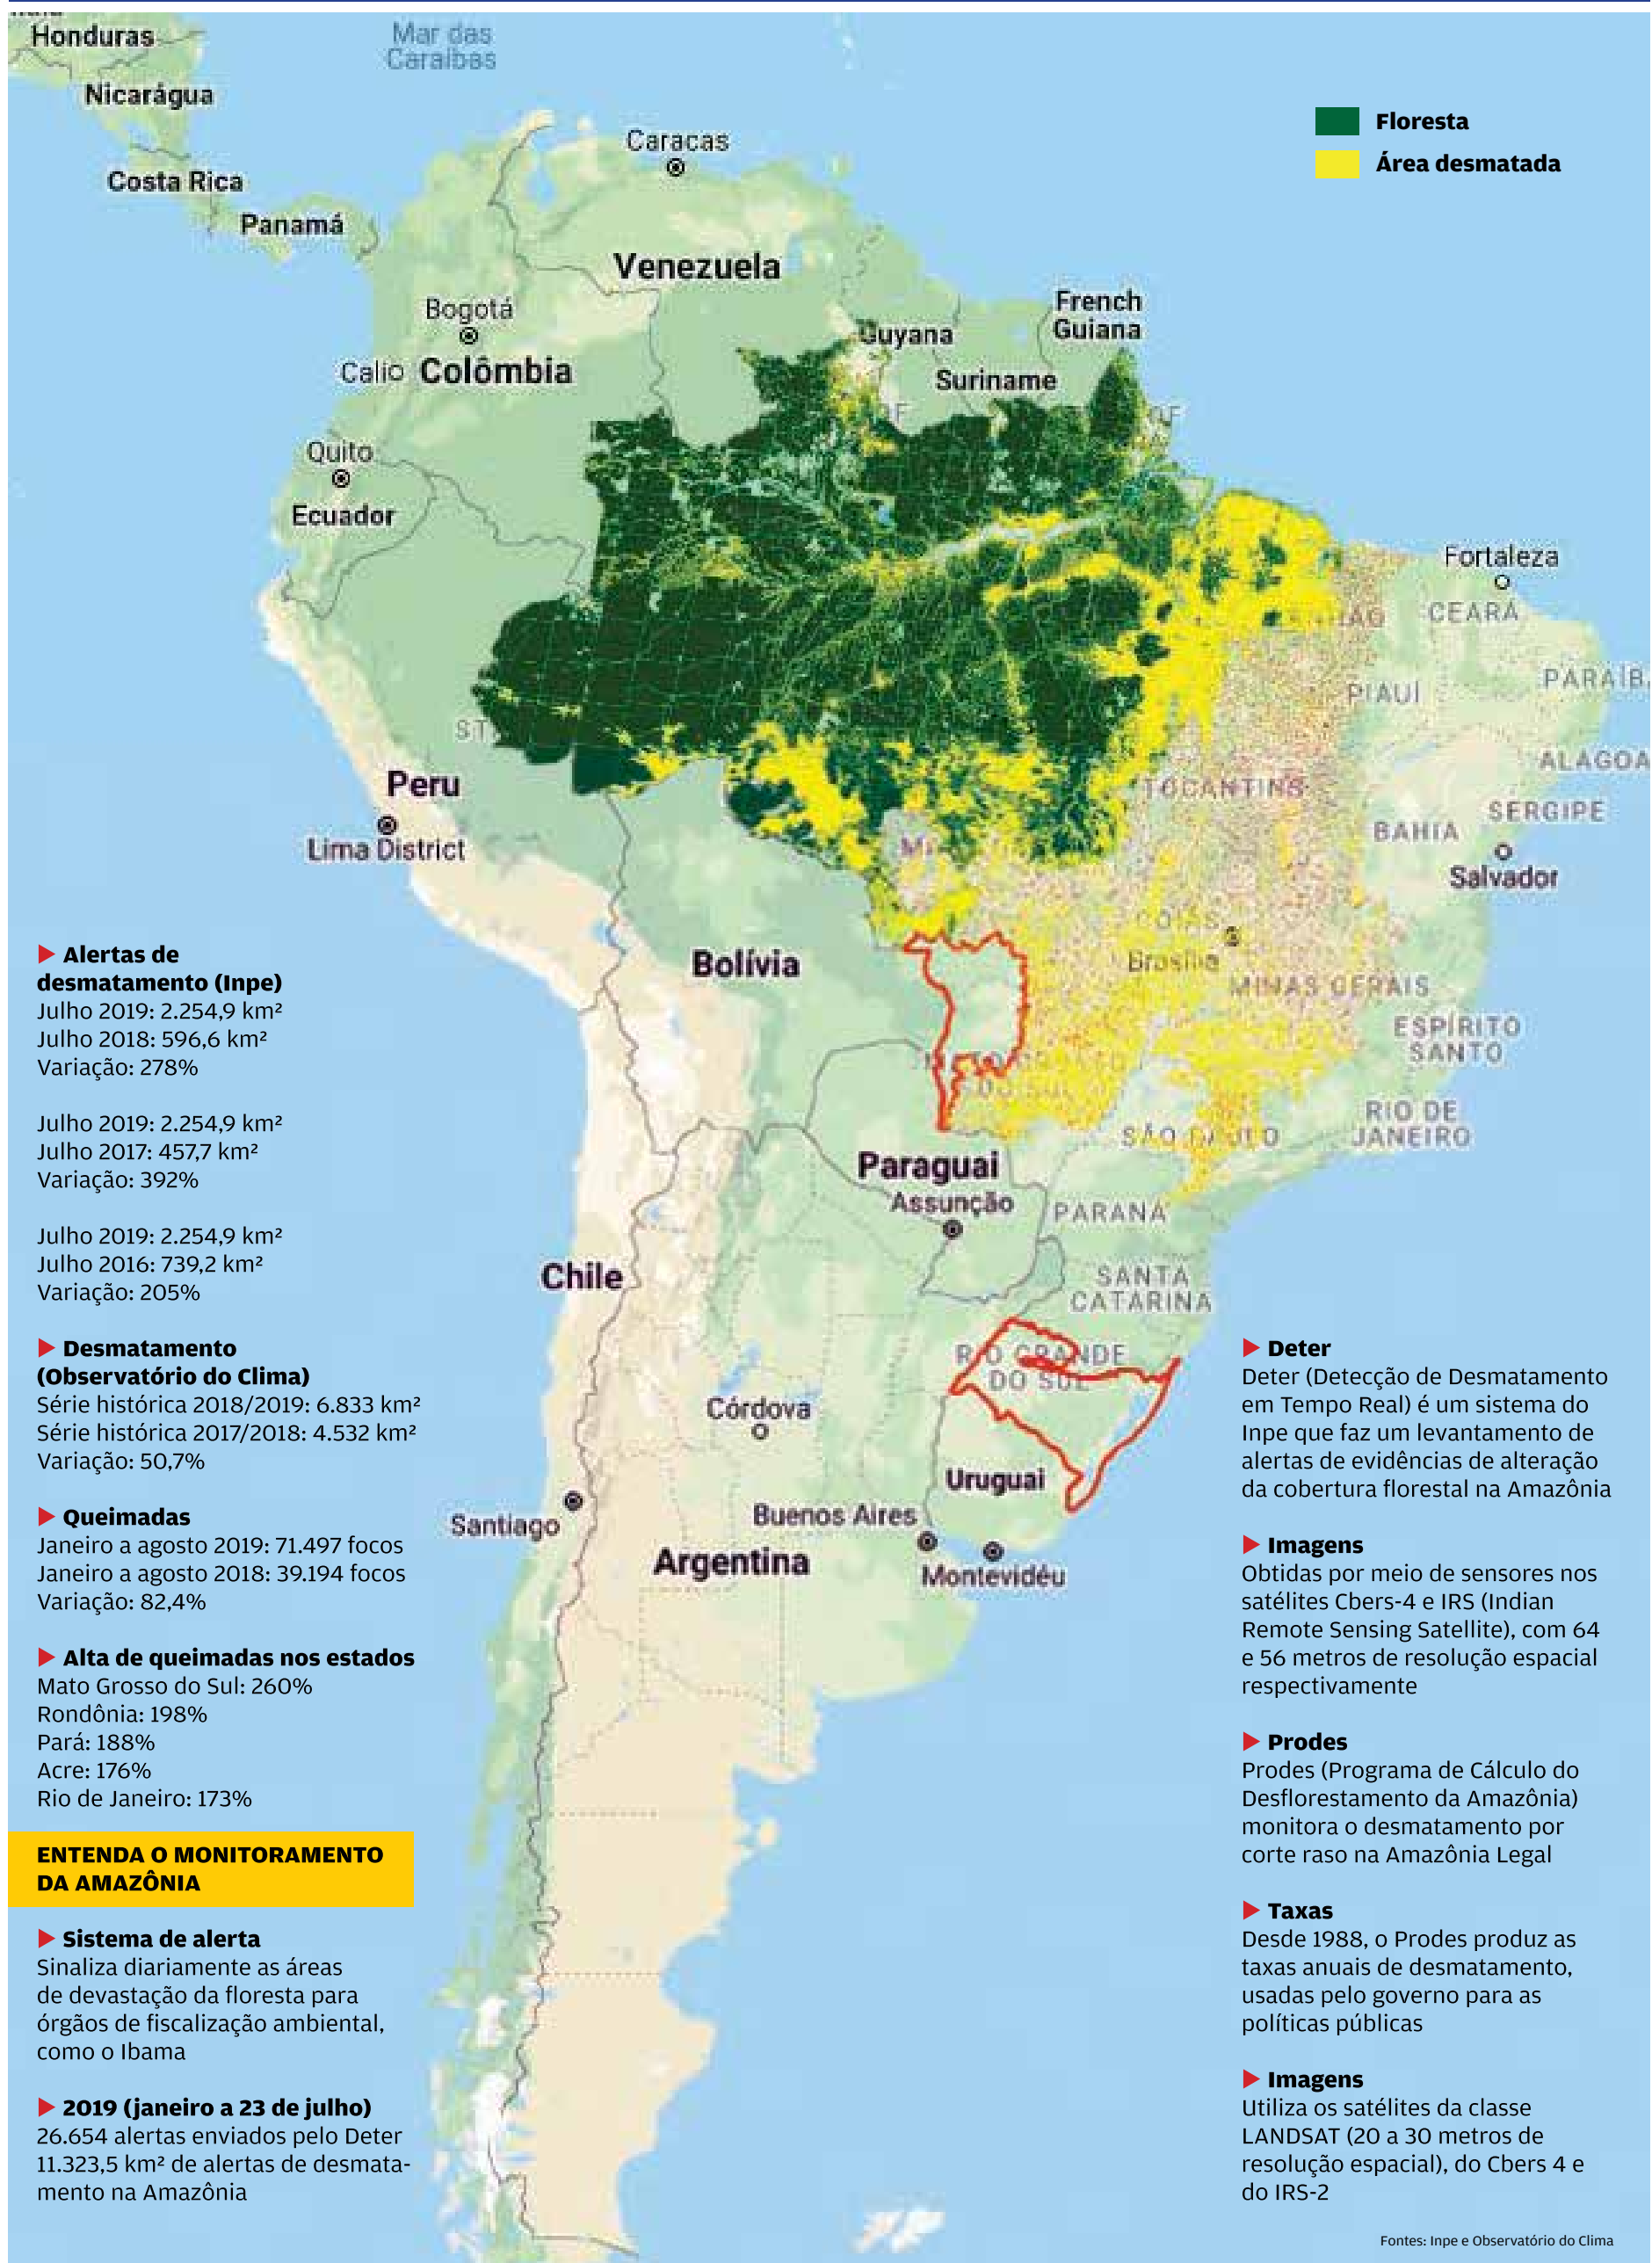 Honduras
Mar das
Caraíbas
Nicarágua
Caracas
Costa Rica
Panamá
Floresta
Área desmatada
Venezuela
Bogotá
Calio Colômbia
French
Guiana
Guyana
Suriname
Quito
Ecuador
Fortaleza
CEARÁ
PIAUÍ
PARAÍB
Peru
Lima District
TOCANTINS
ALAGOA
SERGIPE
BAHIA
Salvador
GOIÁS
Brasília
MINAS GERAIS
Bolívia
ESPÍRITO
SANTO
DO SUL
RIO DE
JANEIRO
SÃO PAULO
Paraguai
Assunção
PARANÁ
Chile
SANTA
CATARINA
RIO GRANDE
DO SUL
Córdova
Uruguai
Santiago
Buenos Aires
Argentina
Montevidéu
Alertas de
desmatamento (Inpe)
Julho 2019: 2.254,9 km²
Julho 2018: 596,6 km²
Variação: 278%
Julho 2019: 2.254,9 km²
Julho 2017: 457,7 km²
Variação: 392%
Julho 2019: 2.254,9 km²
Julho 2016: 739,2 km²
Variação: 205%
Desmatamento
(Observatório do Clima)
Série histórica 2018/2019: 6.833 km²
Série histórica 2017/2018: 4.532 km²
Variação: 50,7%
Queimadas
Janeiro a agosto 2019: 71.497 focos
Janeiro a agosto 2018: 39.194 focos
Variação: 82,4%
Alta de queimadas nos estados
Mato Grosso do Sul: 260%
Rondônia: 198%
Pará: 188%
Acre: 176%
Rio de Janeiro: 173%
ENTENDA O MONITORAMENTO
DA AMAZÔNIA
Sistema de alerta
Sinaliza diariamente as áreas
de devastação da floresta para
órgãos de fiscalização ambiental,
como o Ibama
2019 (janeiro a 23 de julho)
26.654 alertas enviados pelo Deter
11.323,5 km² de alertas de desmata-
mento na Amazônia
Deter
Deter (Detecção de Desmatamento
em Tempo Real) é um sistema do
Inpe que faz um levantamento de
alertas de evidências de alteração
da cobertura florestal na Amazônia
Imagens
Obtidas por meio de sensores nos
satélites Cbers-4 e IRS (Indian
Remote Sensing Satellite), com 64
e 56 metros de resolução espacial
respectivamente
Prodes
Prodes (Programa de Cálculo do
Desflorestamento da Amazônia)
monitora o desmatamento por
corte raso na Amazônia Legal
Taxas
Desde 1988, o Prodes produz as
taxas anuais de desmatamento,
usadas pelo governo para as
políticas públicas
Imagens
Utiliza os satélites da classe
LANDSAT (20 a 30 metros de
resolução espacial), do Cbers 4 e
do IRS-2
Fontes: Inpe e Observatório do Clima